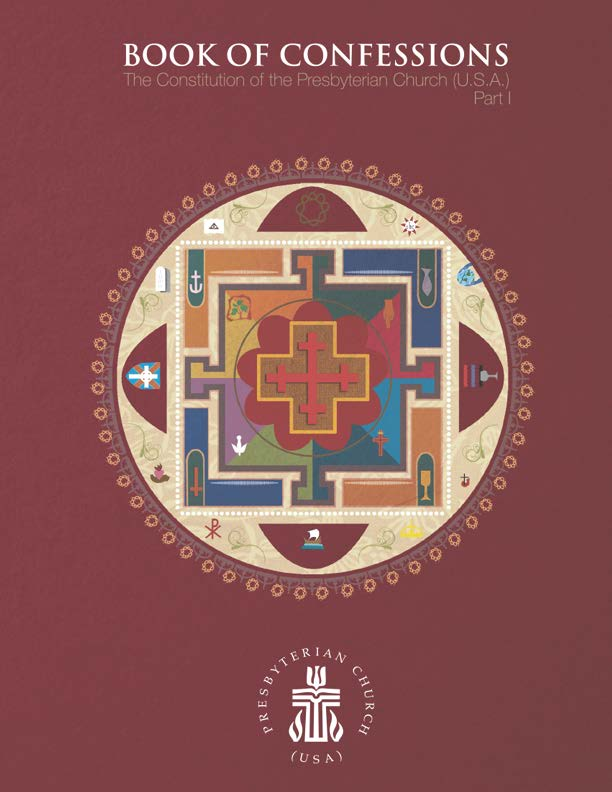 BOOK OF CONFESSIONS
The Constitution of the Presbyterian Church (U.S.A.)
Part I
PRESBYTERIAN CHURCH
(USA)